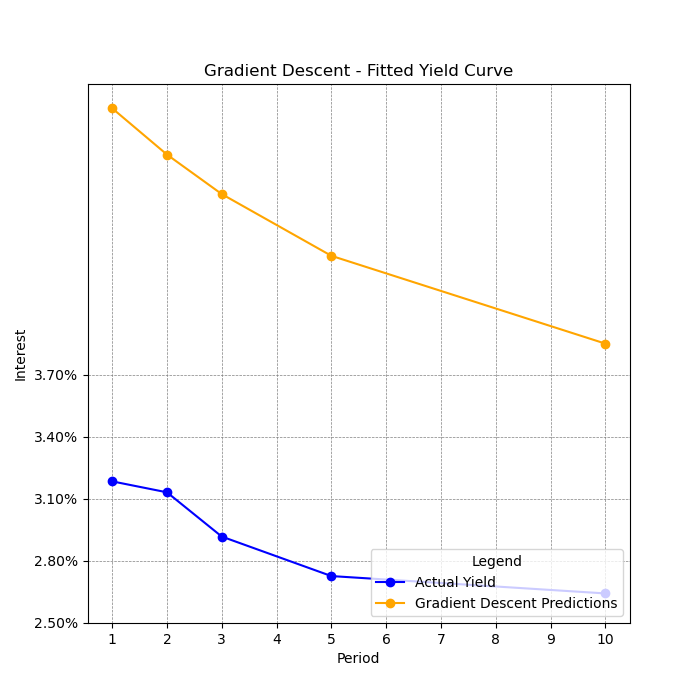 Gradient Descent - Fitted Yield Curve
Interest
3.70%
3.40%
3.10%
2.80%
2.50%
Legend
Actual Yield
Gradient Descent Predictions
1 2 3 4 5 6 7 8 9 10
Period